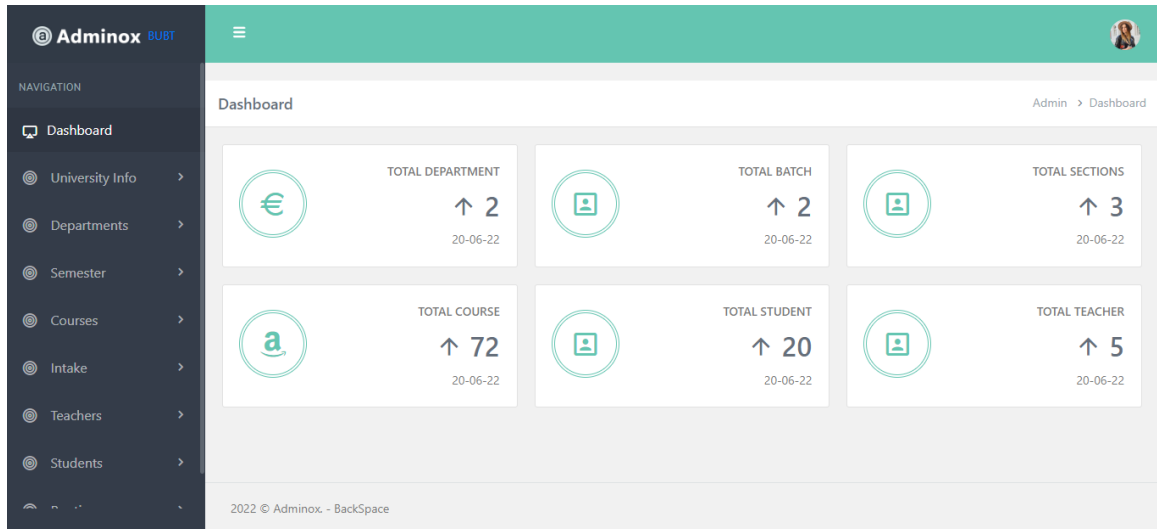 Adminox BUBT
NAVIGATION
Dashboard
University Info
Departments
Semester
Courses
Intake
Teachers
Students
Dashboard
Admin > Dashboard
TOTAL DEPARTMENT
2
20-06-22
TOTAL BATCH
2
20-06-22
TOTAL SECTIONS
3
20-06-22
TOTAL COURSE
72
20-06-22
TOTAL STUDENT
20
20-06-22
TOTAL TEACHER
5
20-06-22
2022 © Adminox. - BackSpace